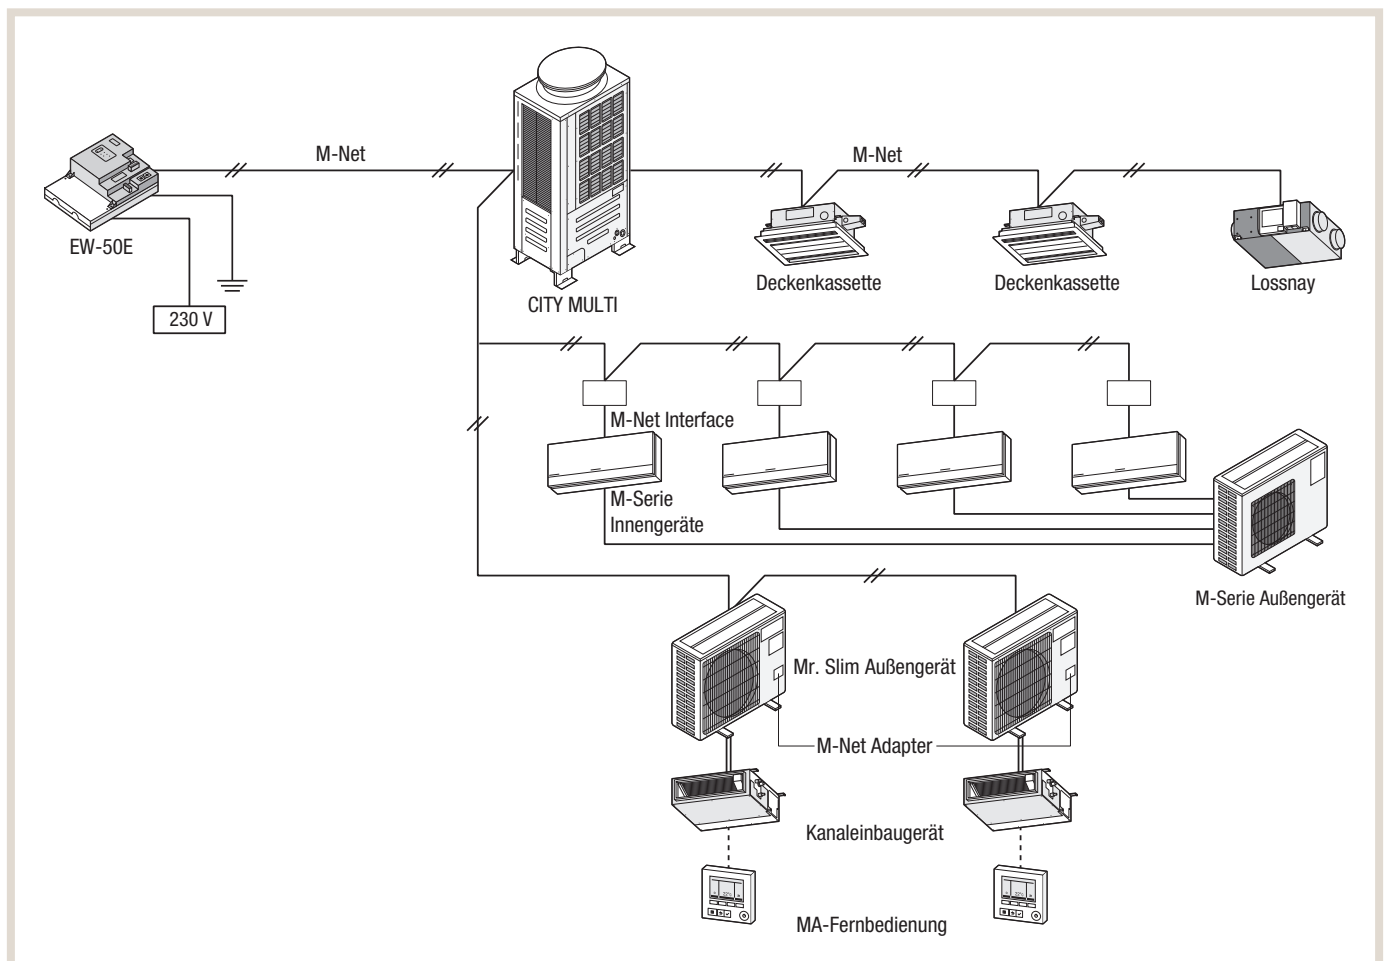 M-Net
M-Net
EW-50E
230 V
CITY MULTI
Deckenkassette
Deckenkassette
Lossnay
M-Net Interface
M-Serie
Innengeräte
M-Serie Außengerät
Mr. Slim Außengerät
M-Net Adapter
Kanaleinbaugerät
MA-Fernbedienung